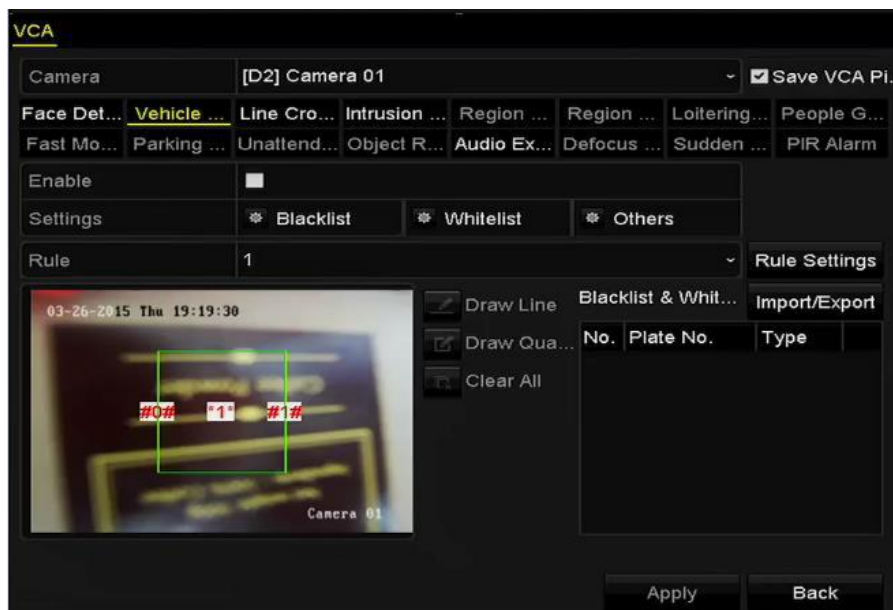 VCA
Camera [D2] Camera 01 Save VCA Pi.
Face Det... Vehicle ... Line Cro... Intrusion ... Region ... Region ... Loitering... People G...
Fast Mo... Parking ... Unattend... Object R... Audio Ex... Defocus ... Sudden ... PIR Alarm
Enable
Settings Blacklist Whitelist Others
Rule 1 Rule Settings
03-26-2015 Thu 19:19:30
Draw Line
Draw Qua...
Clear All
#0# *1* #1#
Camera 01
Blacklist & Whit... Import/Export
No. Plate No. Type
Apply Back